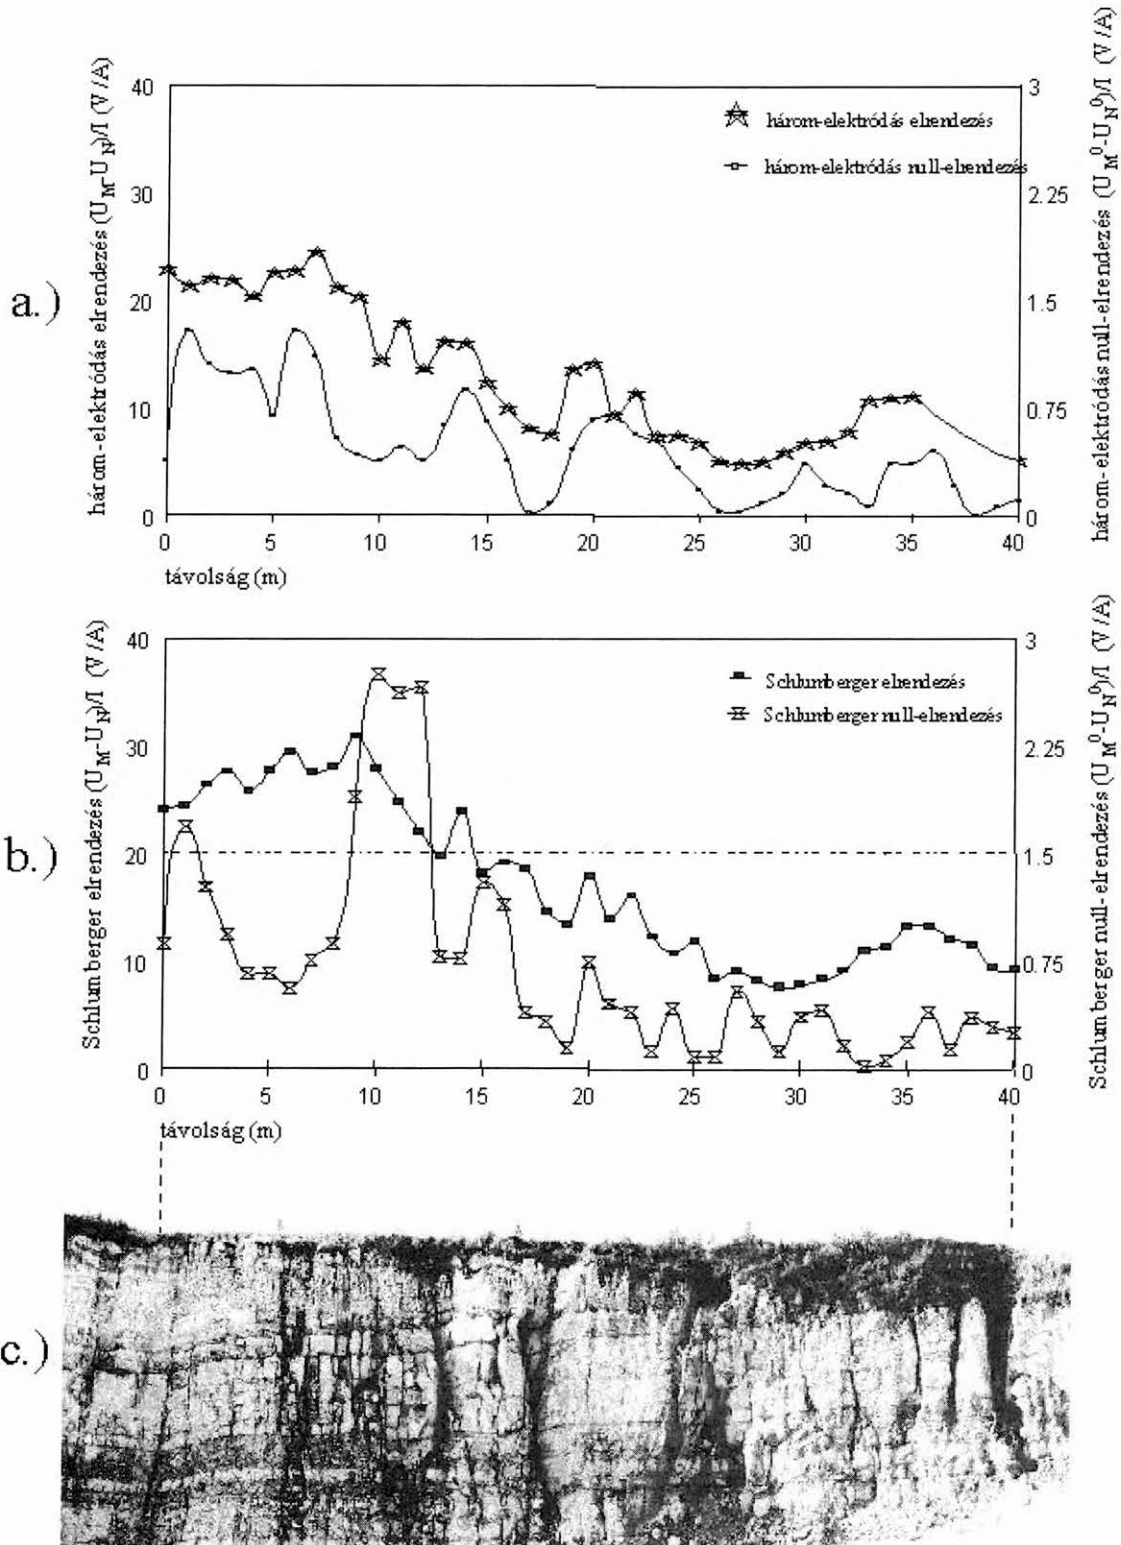 a.)
három-elektródás elrendezés (U_M-U_N)/I (V/A)
40
30
20
10
0
három-elektródás elrendezés
három-elektródás null-elrendezés
3
2.25
1.5
0.75
0
három-elektródás null-elrendezés (U_M^0-U_N^0)/I (V/A)
0 5 10 15 20 25 30 35 40
távolság (m)
b.)
Schlumberger elrendezés (U_M-U_N)/I (V/A)
40
30
20
10
0
Schlumberger elrendezés
Schlumberger null-elrendezés
3
2.25
1.5
0.75
0
Schlumberger null-elrendezés (U_M^0-U_N^0)/I (V/A)
0 5 10 15 20 25 30 35 40
távolság (m)
c.)